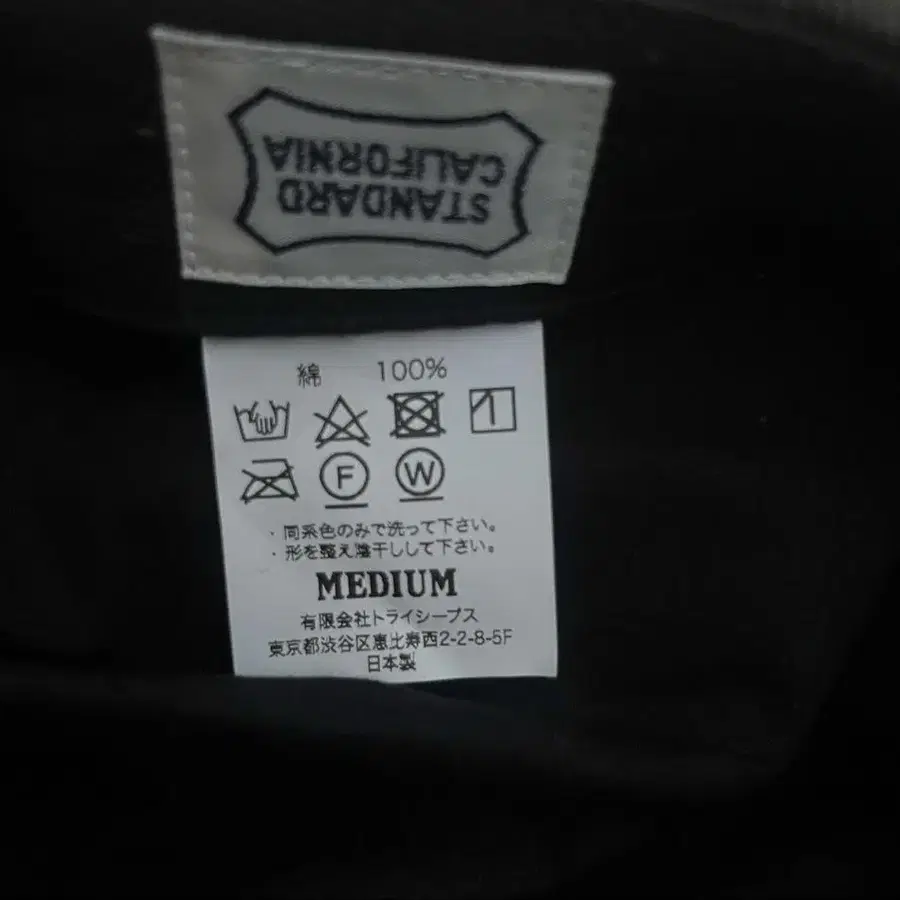 STANDARD
CALIFORNIA
綿 100%
F W
・同系色のみで洗って下さい。
・形を整え陰干しして下さい。
MEDIUM
有限会社トライシープス
東京都渋谷区恵比寿西2-2-8-5F
日本製